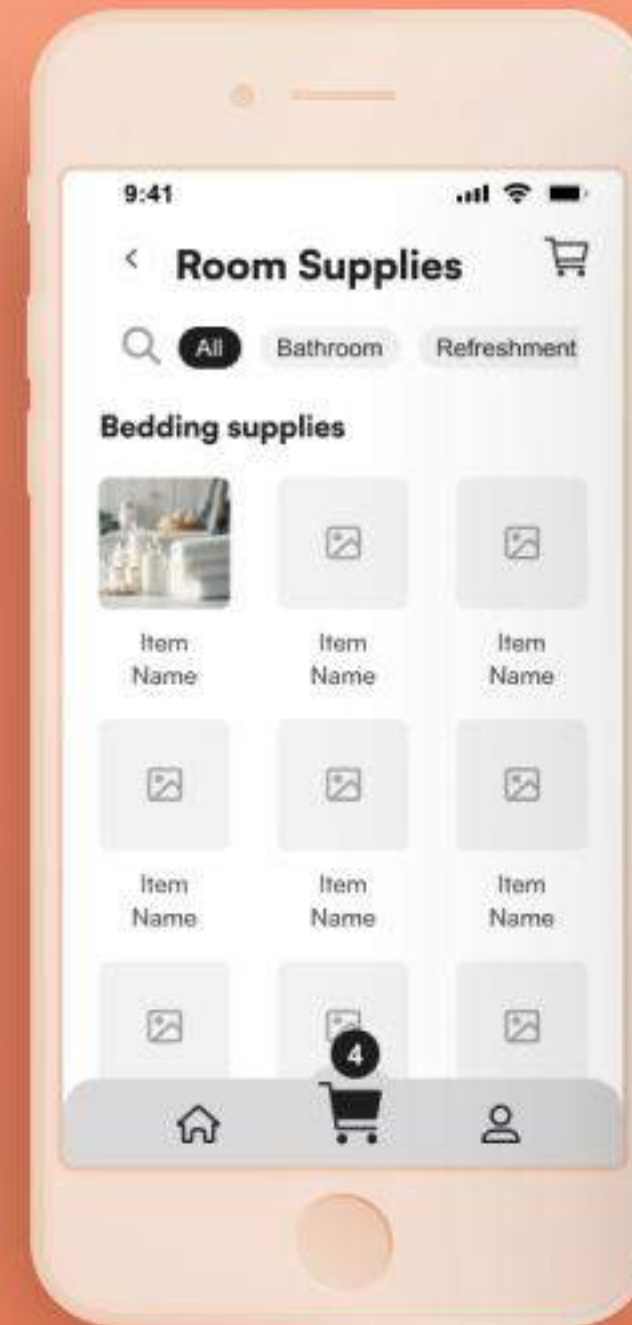 9:41
Room Supplies
All Bathroom Refreshment
Bedding supplies
Item Item Item
Name Name Name
Item Item Item
Name Name Name
4